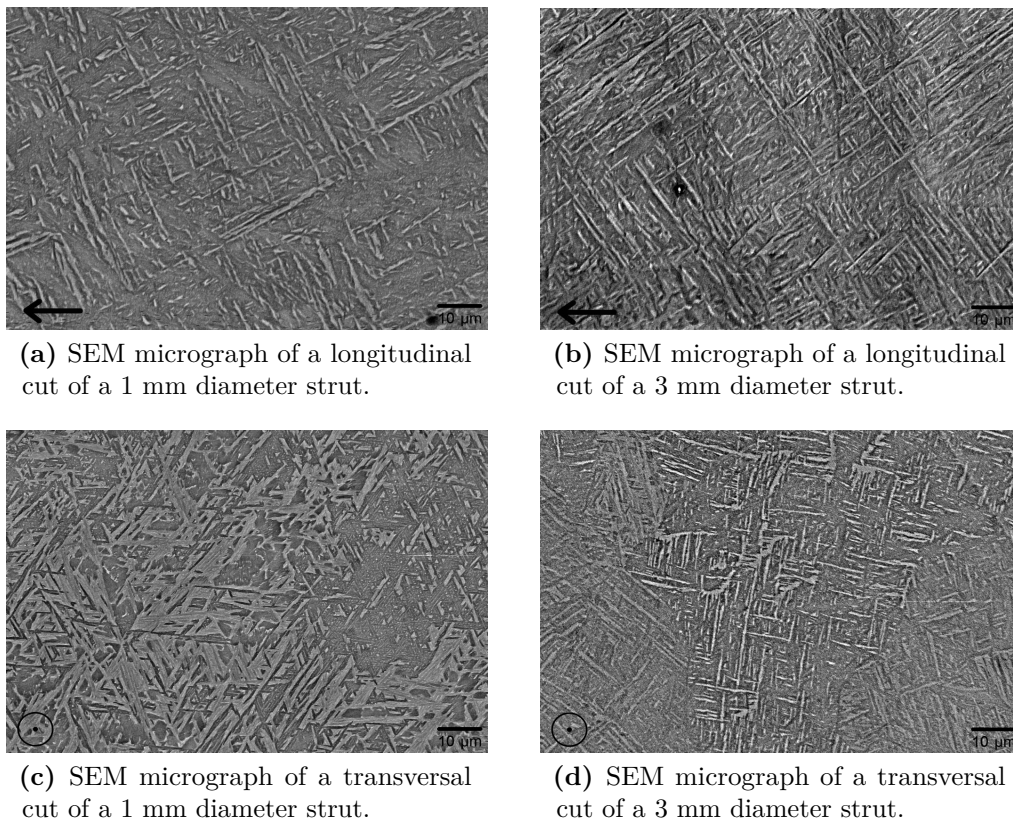 10 µm
10 µm
(a) SEM micrograph of a longitudinal
cut of a 1 mm diameter strut.
(b) SEM micrograph of a longitudinal
cut of a 3 mm diameter strut.
10 µm
10 µm
(c) SEM micrograph of a transversal
cut of a 1 mm diameter strut.
(d) SEM micrograph of a transversal
cut of a 3 mm diameter strut.